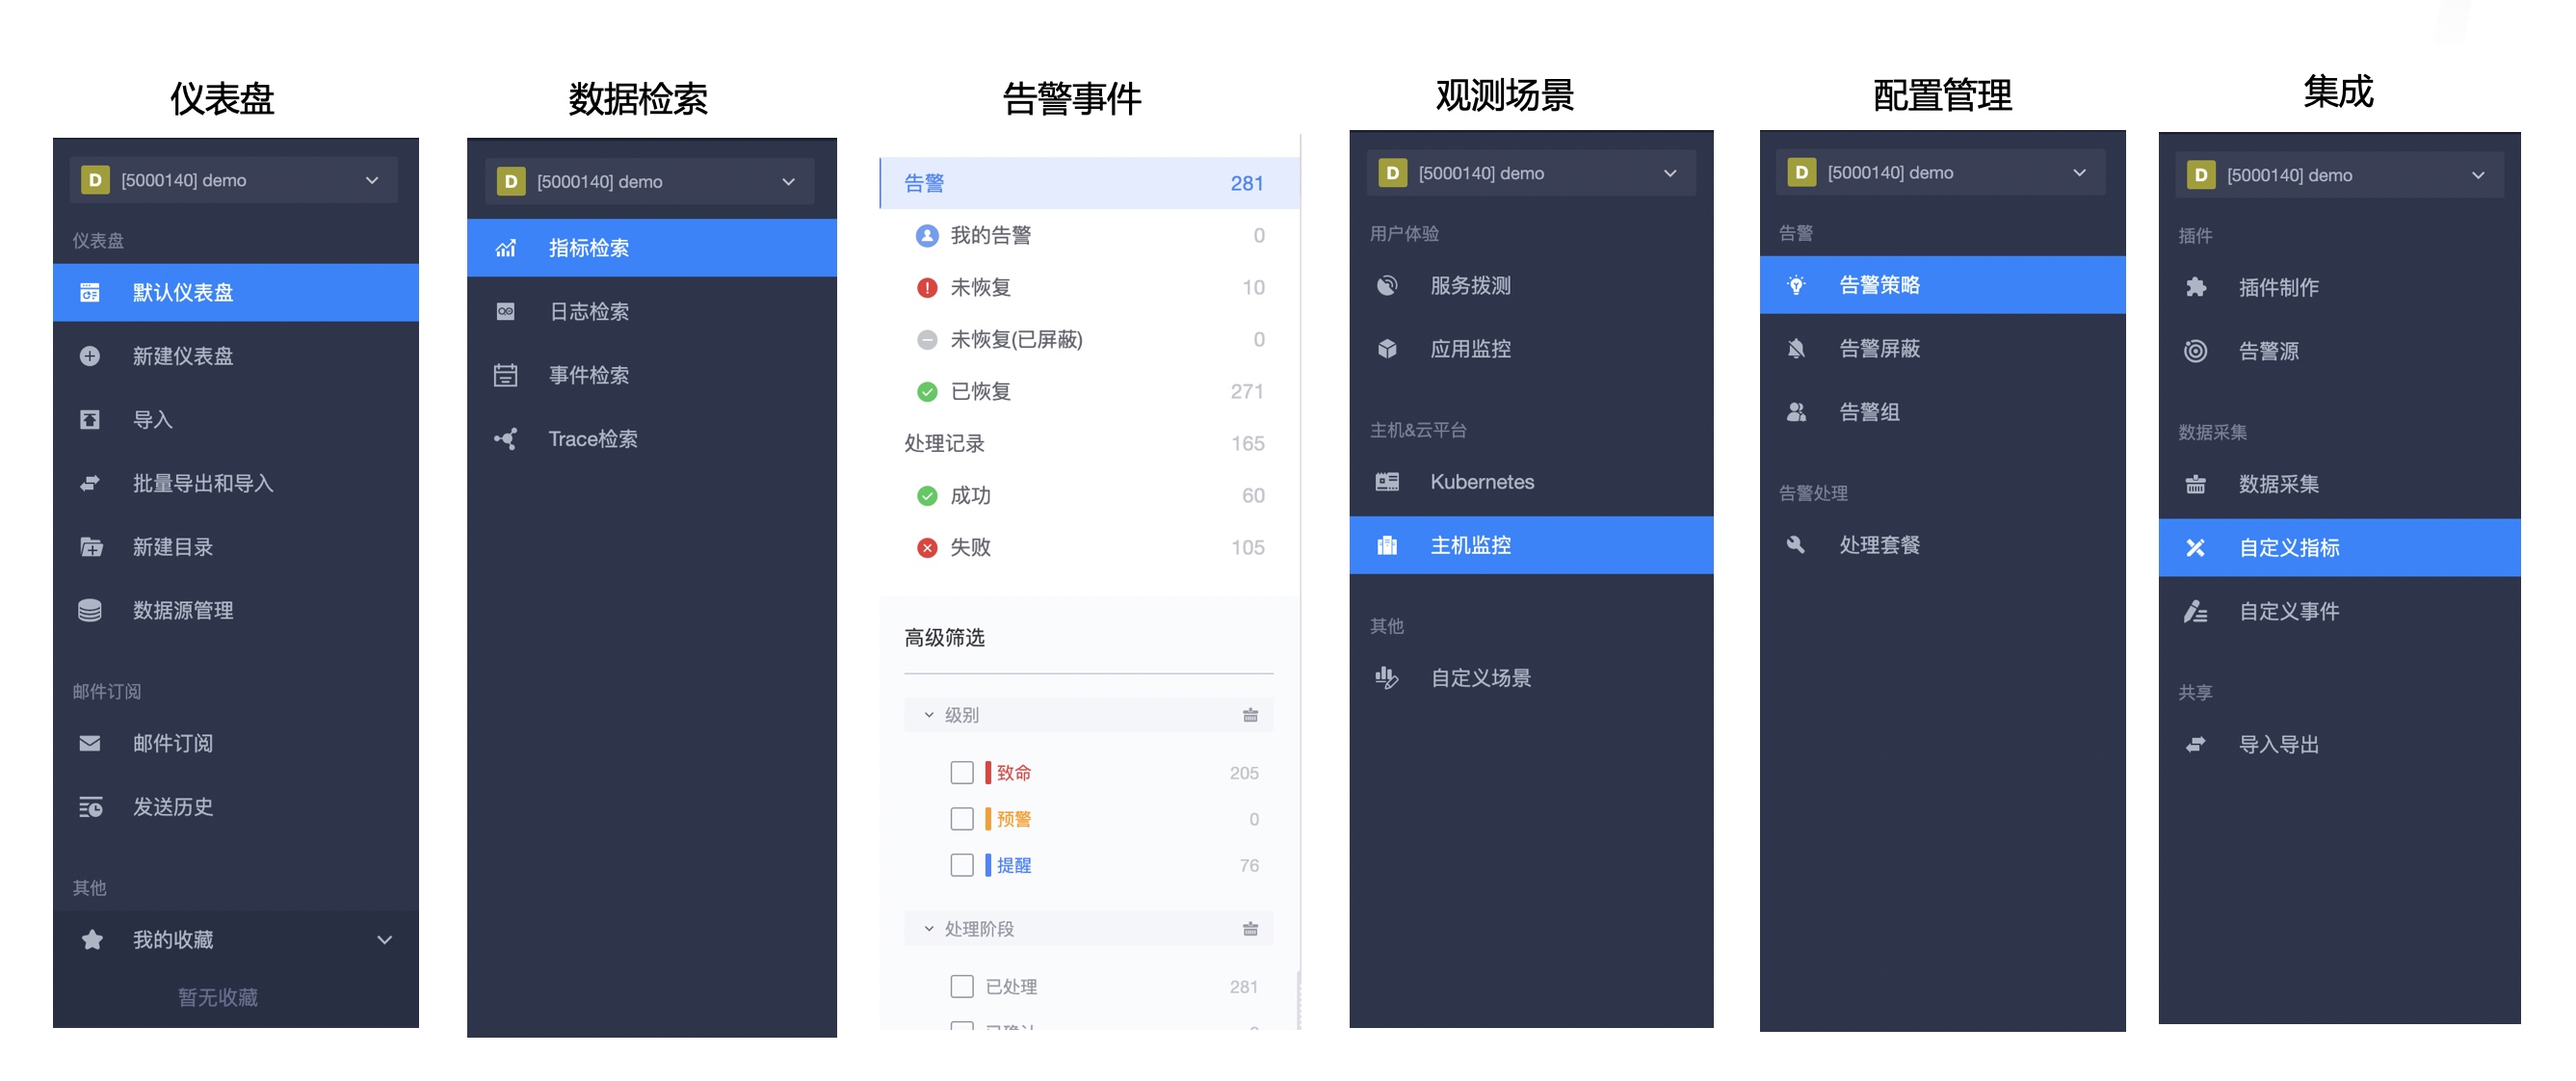 仪表盘
D [5000140] demo
仪表盘
默认仪表盘
新建仪表盘
导入
批量导出和导入
新建目录
数据源管理
邮件订阅
邮件订阅
发送历史
其他
我的收藏
暂无收藏
数据检索
D [5000140] demo
指标检索
日志检索
事件检索
Trace检索
告警事件
告警 281
我的告警 0
未恢复 10
未恢复(已屏蔽) 0
已恢复 271
处理记录 165
成功 60
失败 105
高级筛选
级别
致命 205
预警 0
提醒 76
处理阶段
已处理 281
观测场景
D [5000140] demo
用户体验
服务拨测
应用监控
主机&云平台
Kubernetes
主机监控
其他
自定义场景
配置管理
D [5000140] demo
告警
告警策略
告警屏蔽
告警组
告警处理
处理套餐
集成
D [5000140] demo
插件
插件制作
告警源
数据采集
数据采集
自定义指标
自定义事件
共享
导入导出